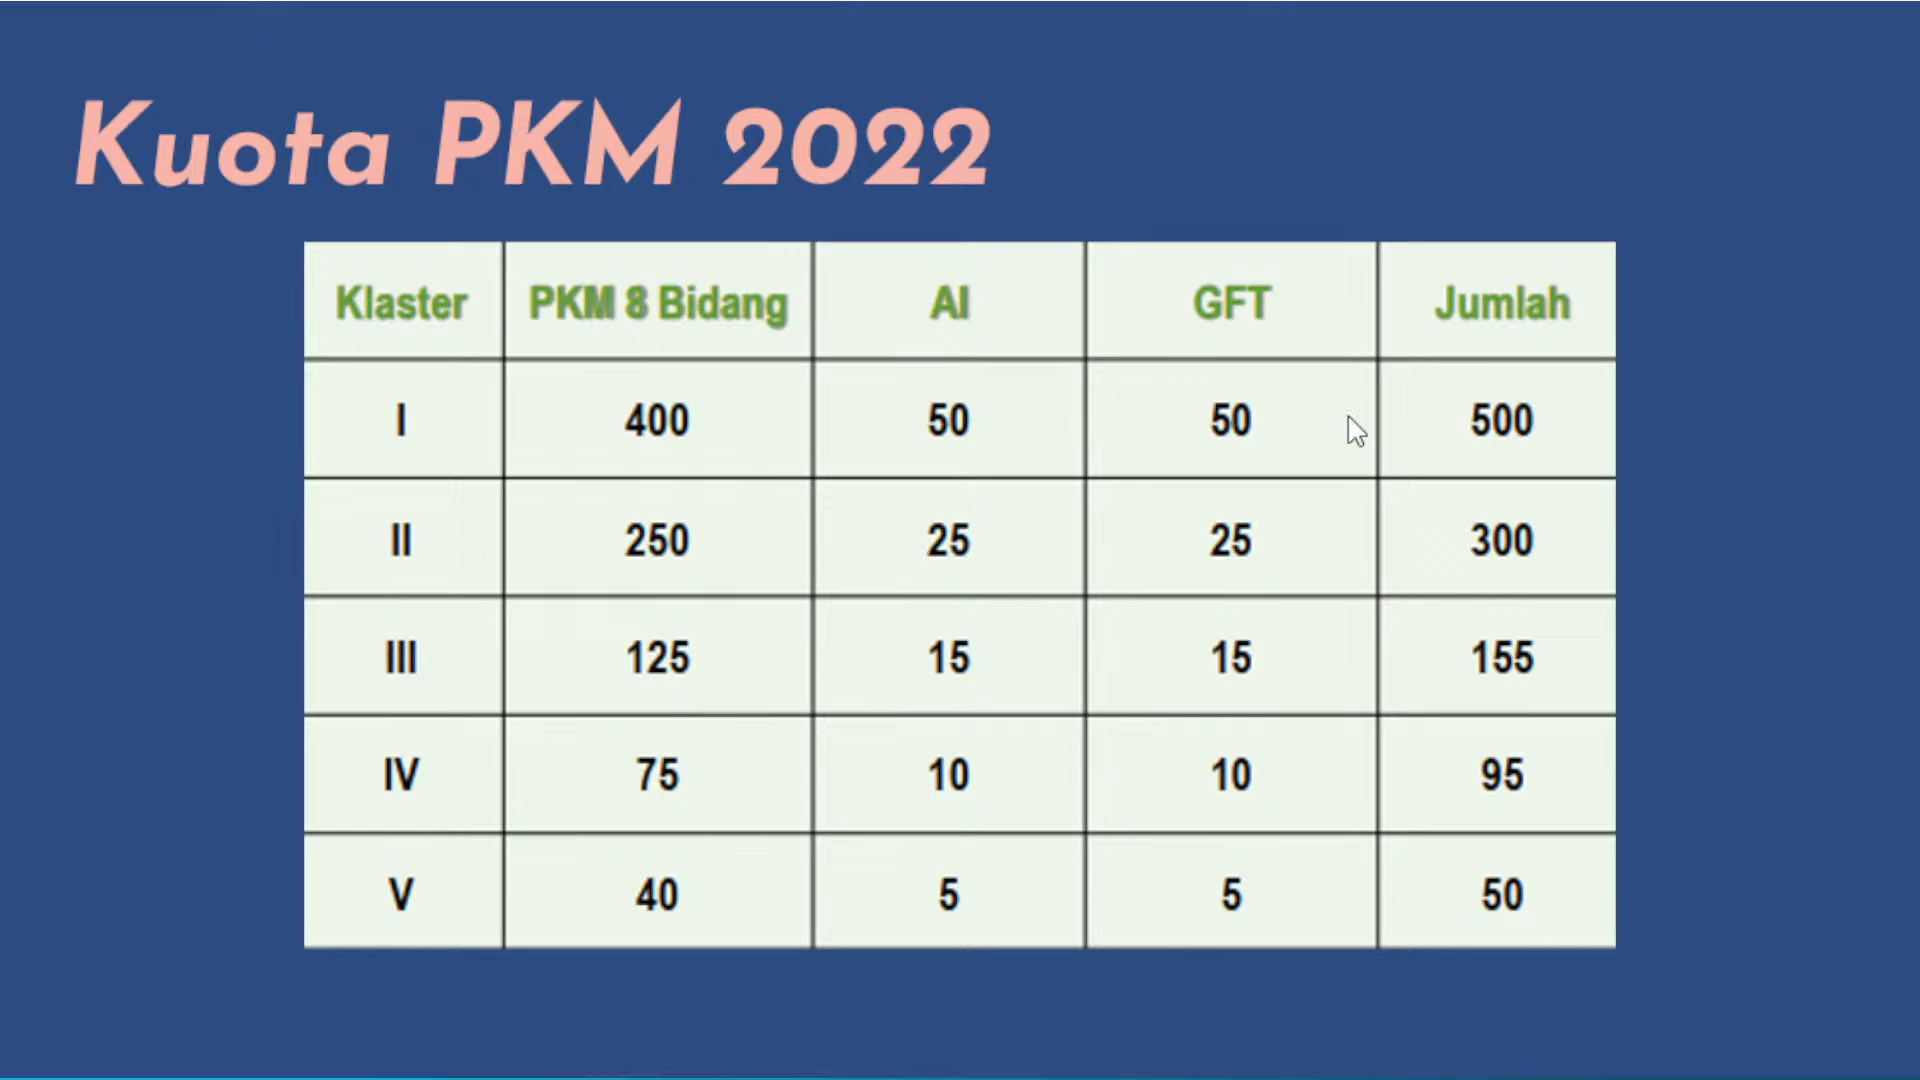 Kuota PKM 2022
Klaster PKM 8 Bidang AI GFT Jumlah
I 400 50 50 500
II 250 25 25 300
III 125 15 15 155
IV 75 10 10 95
V 40 5 5 50